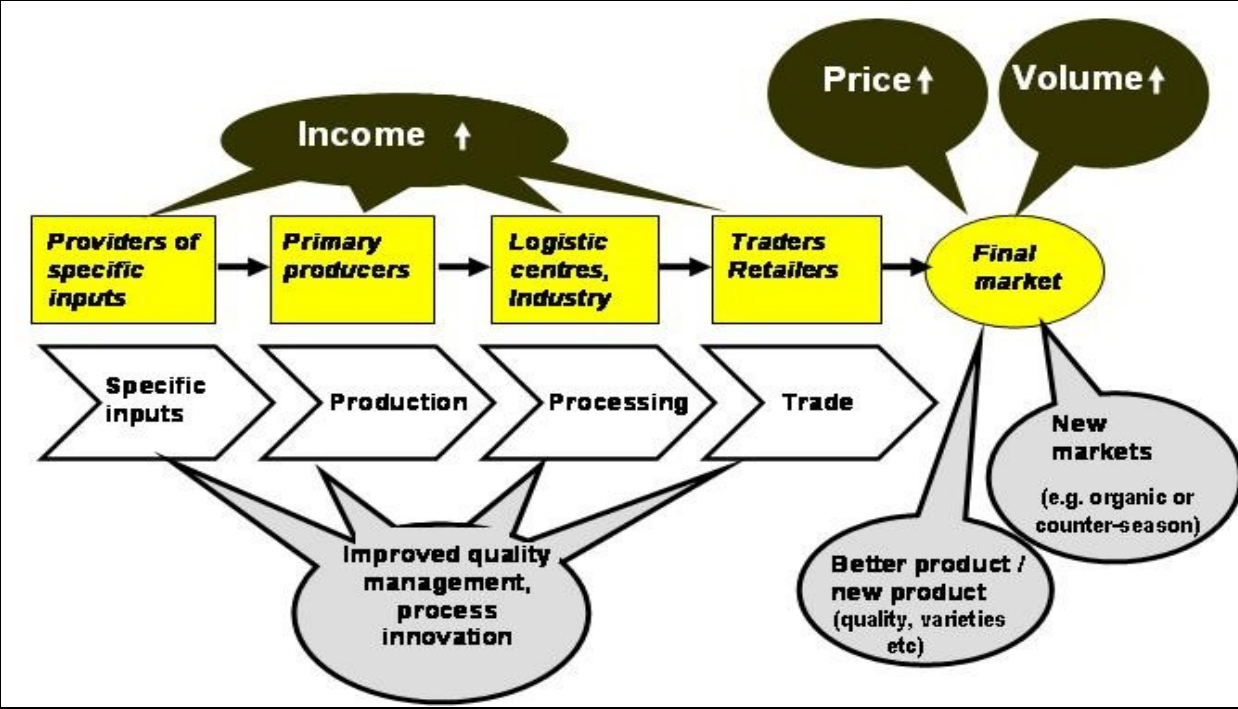 Price↑
Volume↑
Income ↑
Providers of
specific
inputs
Primary
producers
Logistic
centres,
Industry
Traders
Retailers
Final
market
Specific
inputs
Production
Processing
Trade
New
markets
(e.g. organic or
counter-season)
Improved quality
management,
process
innovation
Better product /
new product
(quality, varieties
etc)